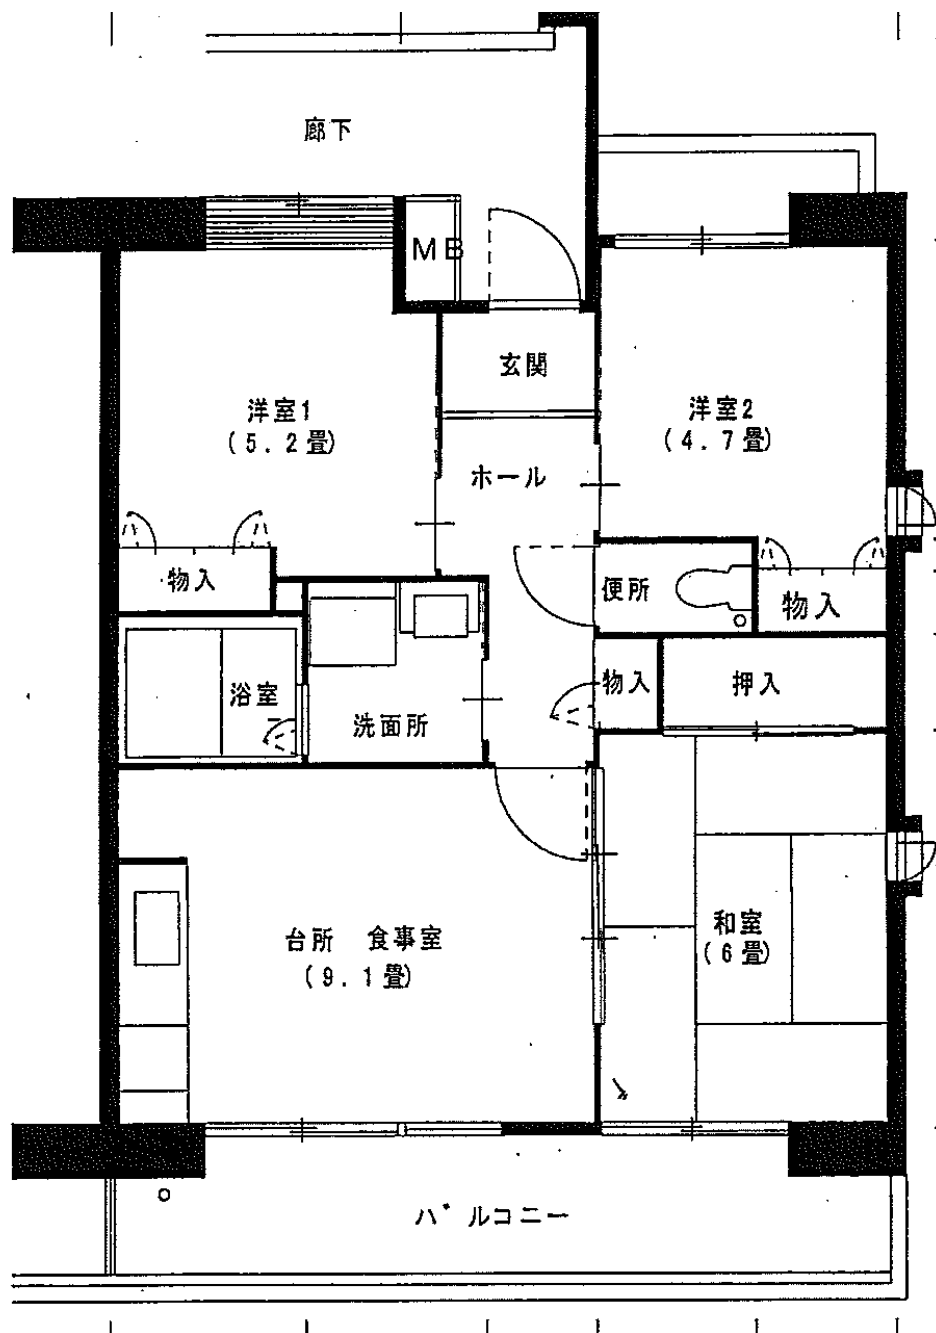 廊下
MB
玄関
洋室1
(5.2畳)
洋室2
(4.7畳)
ホール
物入
便所
物入
浴室
洗面所
物入
押入
台所 食事室
(9.1畳)
和室
(6畳)
バルコニー